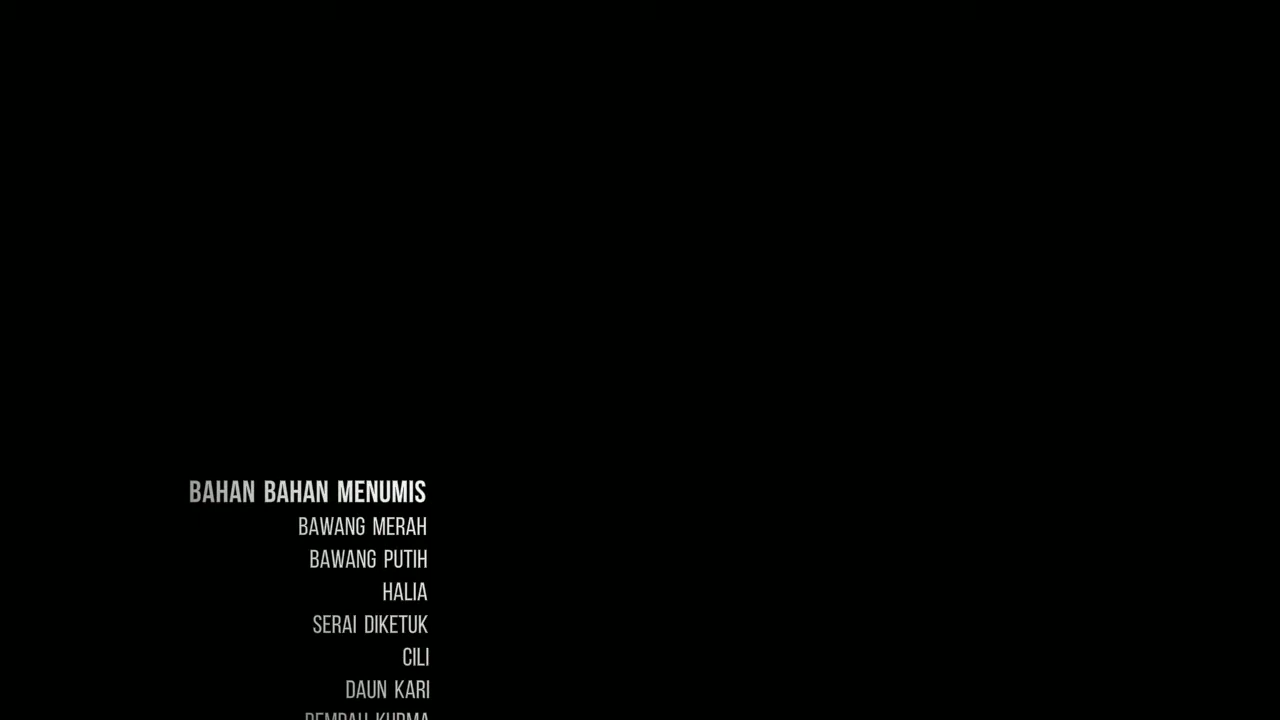 BAHAN BAHAN MENUMIS
BAWANG MERAH
BAWANG PUTIH
HALIA
SERAI DIKETUK
CILI
DAUN KARI